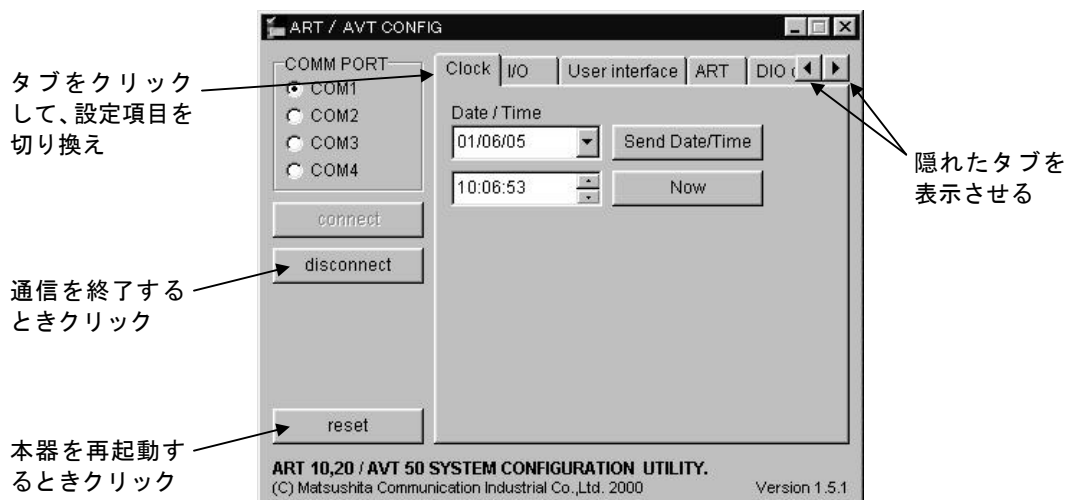 ART / AVT CONFIG
タブをクリック
して、設定項目を
切り換え
COMM PORT
COM1
COM2
COM3
COM4
connect
disconnect
reset
Clock
I/O
User interface
ART
DIO
Date / Time
01/06/05
Send Date/Time
10:06:53
Now
隠れたタブを
表示させる
通信を終了する
ときクリック
本器を再起動す
るときクリック
ART 10,20 / AVT 50 SYSTEM CONFIGURATION UTILITY.
(C) Matsushita Communication Industrial Co.,Ltd. 2000
Version 1.5.1